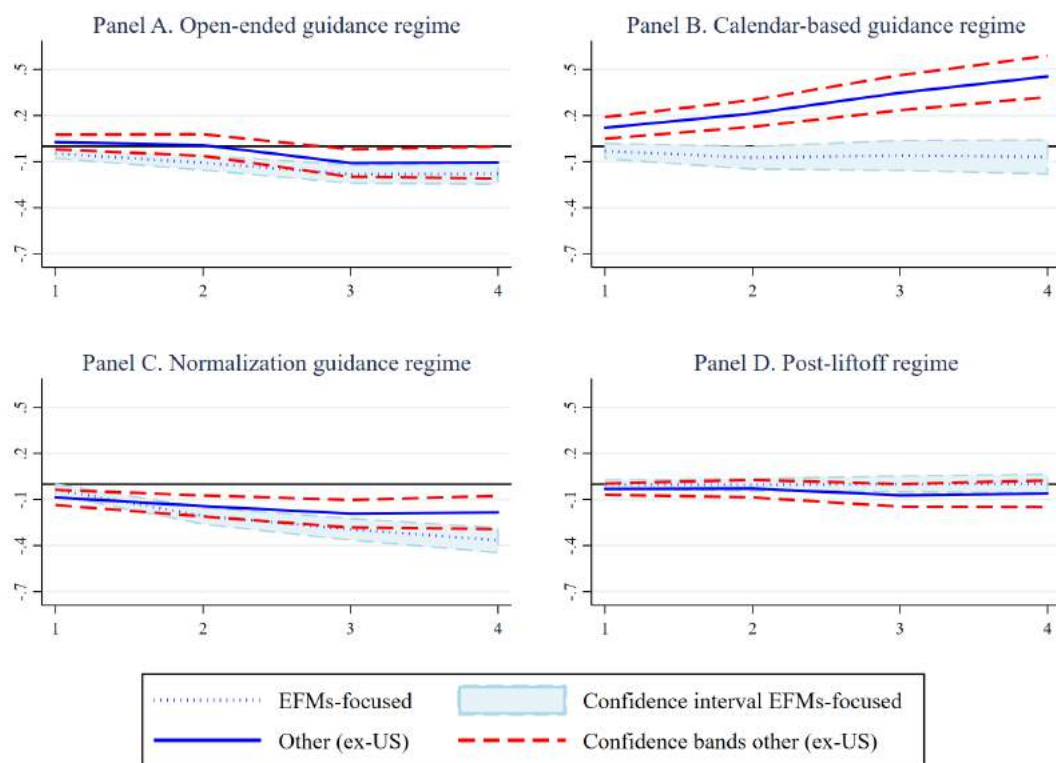 Panel A. Open-ended guidance regime
.5
.2
-.1
-.4
-.7
1 2 3 4
Panel B. Calendar-based guidance regime
.5
.2
-.1
-.4
-.7
1 2 3 4
Panel C. Normalization guidance regime
.5
.2
-.1
-.4
-.7
1 2 3 4
Panel D. Post-liftoff regime
.5
.2
-.1
-.4
-.7
1 2 3 4
EFMs-focused
Confidence interval EFMs-focused
Other (ex-US)
Confidence bands other (ex-US)